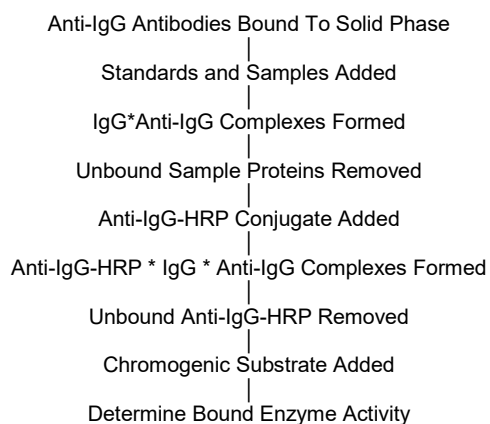 Anti-IgG Antibodies Bound To Solid Phase
Standards and Samples Added
IgG*Anti-IgG Complexes Formed
Unbound Sample Proteins Removed
Anti-IgG-HRP Conjugate Added
Anti-IgG-HRP * IgG * Anti-IgG Complexes Formed
Unbound Anti-IgG-HRP Removed
Chromogenic Substrate Added
Determine Bound Enzyme Activity